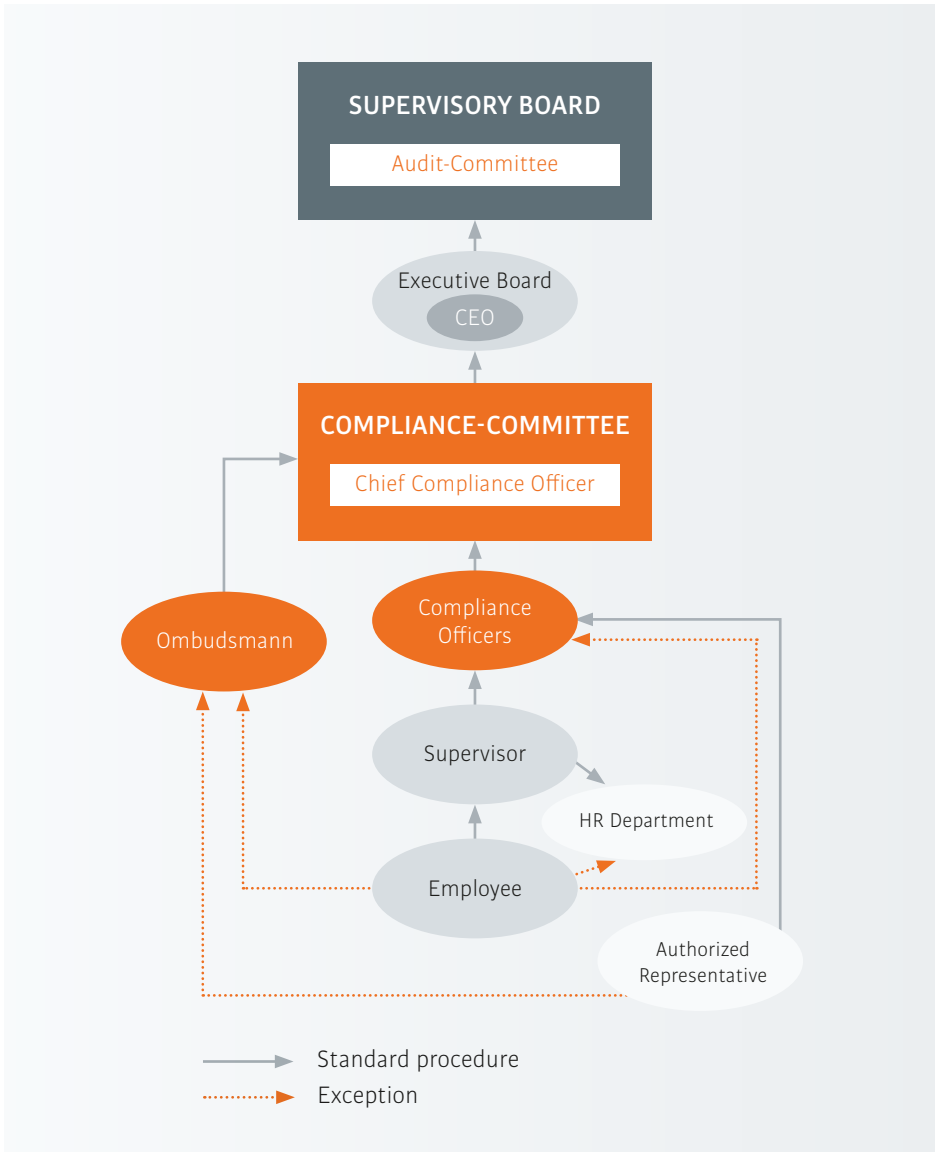 SUPERVISORY BOARD
Audit-Committee
Executive Board
CEO
COMPLIANCE-COMMITTEE
Chief Compliance Officer
Compliance
Officers
Ombudsmann
Supervisor
HR Department
Employee
Authorized
Representative
Standard procedure
Exception